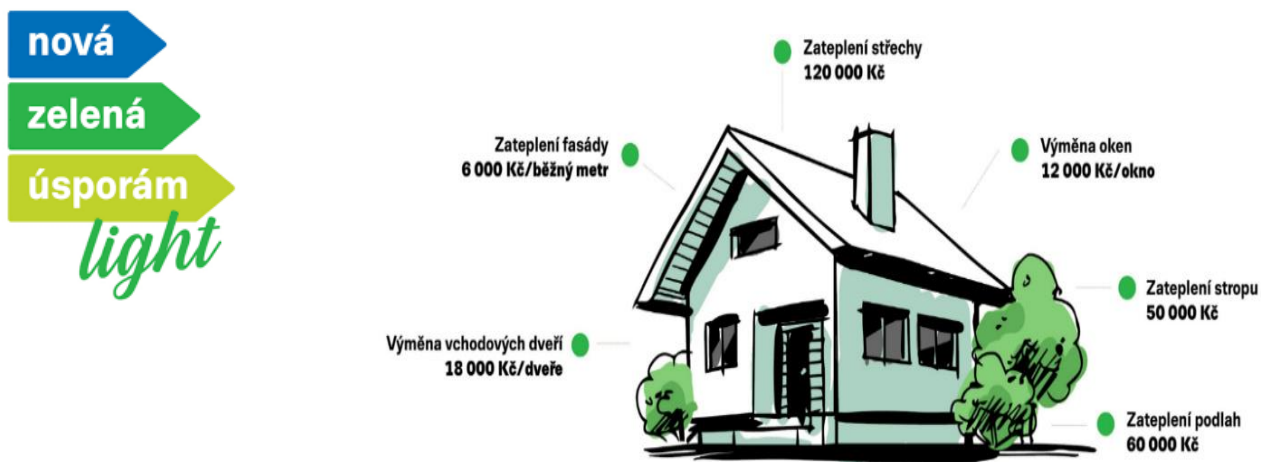 nová
zelená
úsporám
light
Zateplení střechy
120 000 Kč
Zateplení fasády
6 000 Kč/běžný metr
Výměna oken
12 000 Kč/okno
Zateplení stropu
50 000 Kč
Výměna vchodových dveří
18 000 Kč/dveře
Zateplení podlah
60 000 Kč